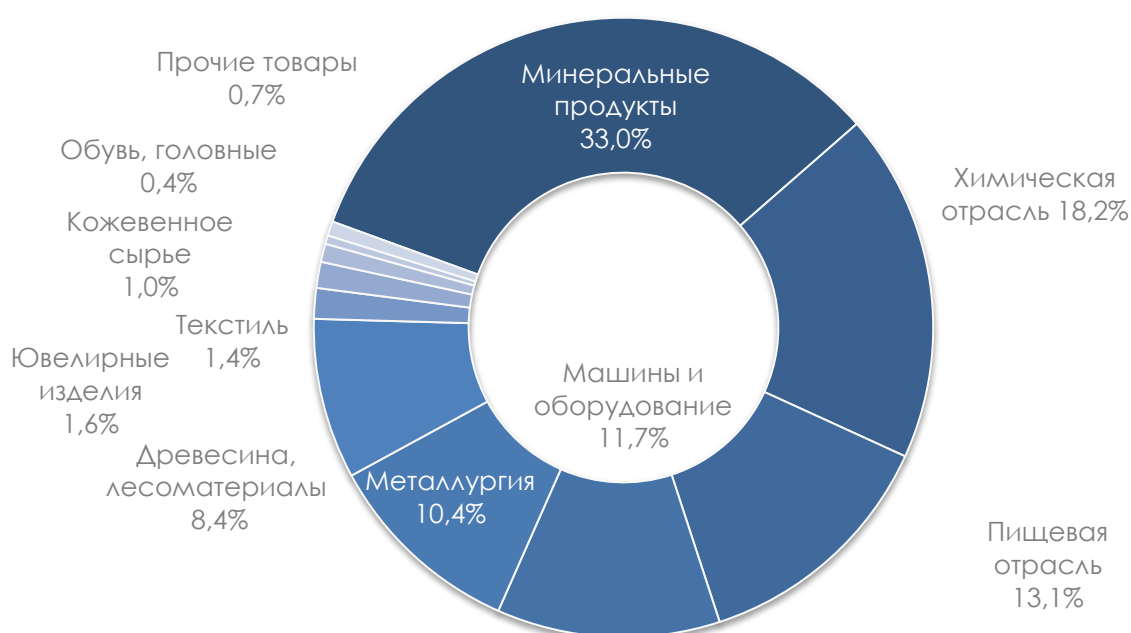 Минеральные
продукты
33,0%
Химическая
отрасль 18,2%
Пищевая
отрасль
13,1%
Машины и
оборудование
11,7%
Металлургия
10,4%
Древесина,
лесоматериалы
8,4%
Ювелирные
изделия
1,6%
Текстиль
1,4%
Кожевенное
сырье
1,0%
Обувь, головные
0,4%
Прочие товары
0,7%